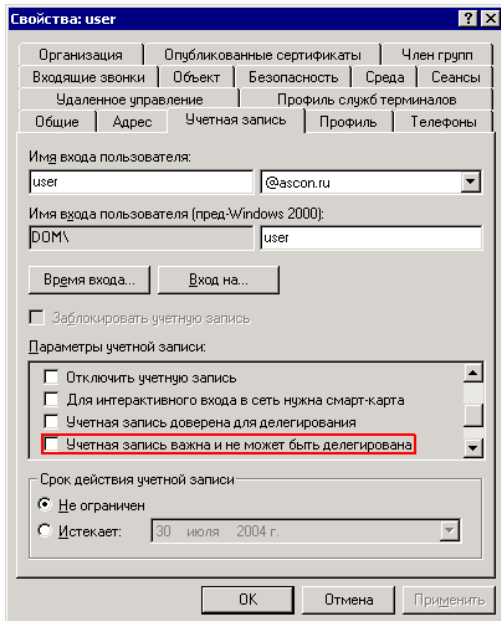 Свойства: user
Организация Опубликованные сертификаты Член групп
Входящие звонки Объект Безопасность Среда Сеансы
Удаленное управление Профиль служб терминалов
Общие Адрес Учетная запись Профиль Телефоны
Имя входа пользователя:
user @ascon.ru
Имя входа пользователя (пред-Windows 2000):
DOM\ user
Время входа... Вход на...
Заблокировать учетную запись
Параметры учетной записи:
Отключить учетную запись
Для интерактивного входа в сеть нужна смарт-карта
Учетная запись доверена для делегирования
Учетная запись важна и не может быть делегирована
Срок действия учетной записи
Не ограничен
Истекает: 30 июля 2004 г.
OK Отмена Применить